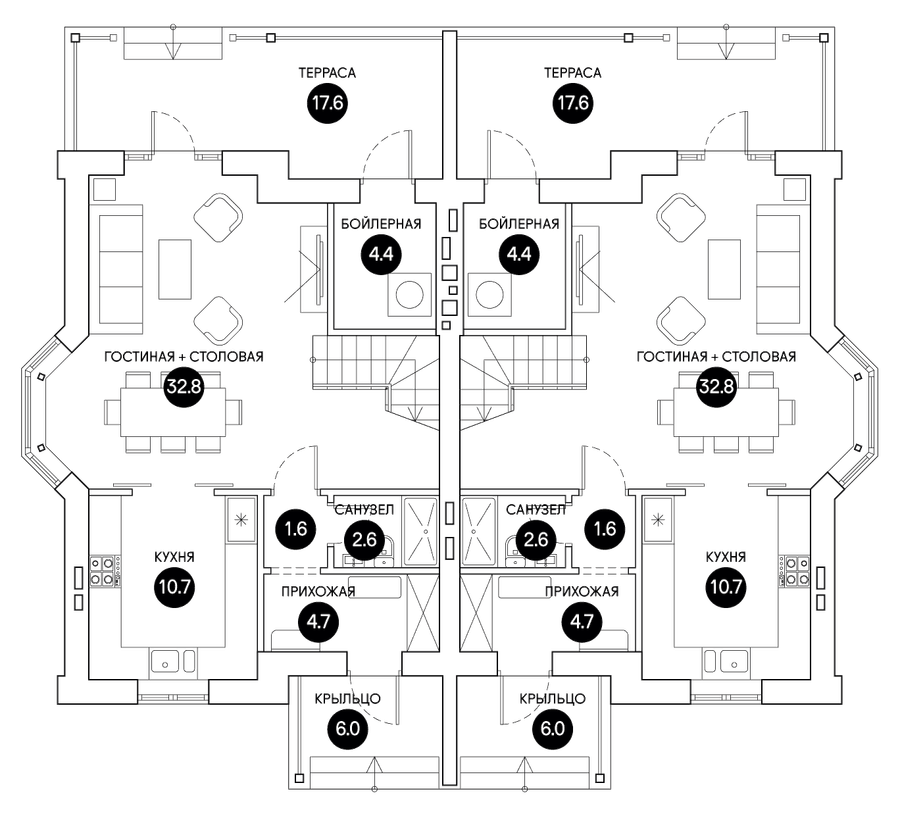 ТЕРРАСА
17.6
ТЕРРАСА
17.6
БОЙЛЕРНАЯ
4.4
БОЙЛЕРНАЯ
4.4
ГОСТИНАЯ + СТОЛОВАЯ
32.8
ГОСТИНАЯ + СТОЛОВАЯ
32.8
1.6
САНУЗЕЛ
2.6
САНУЗЕЛ
2.6
1.6
КУХНЯ
10.7
КУХНЯ
10.7
ПРИХОЖАЯ
4.7
ПРИХОЖАЯ
4.7
КРЫЛЬЦО
6.0
КРЫЛЬЦО
6.0